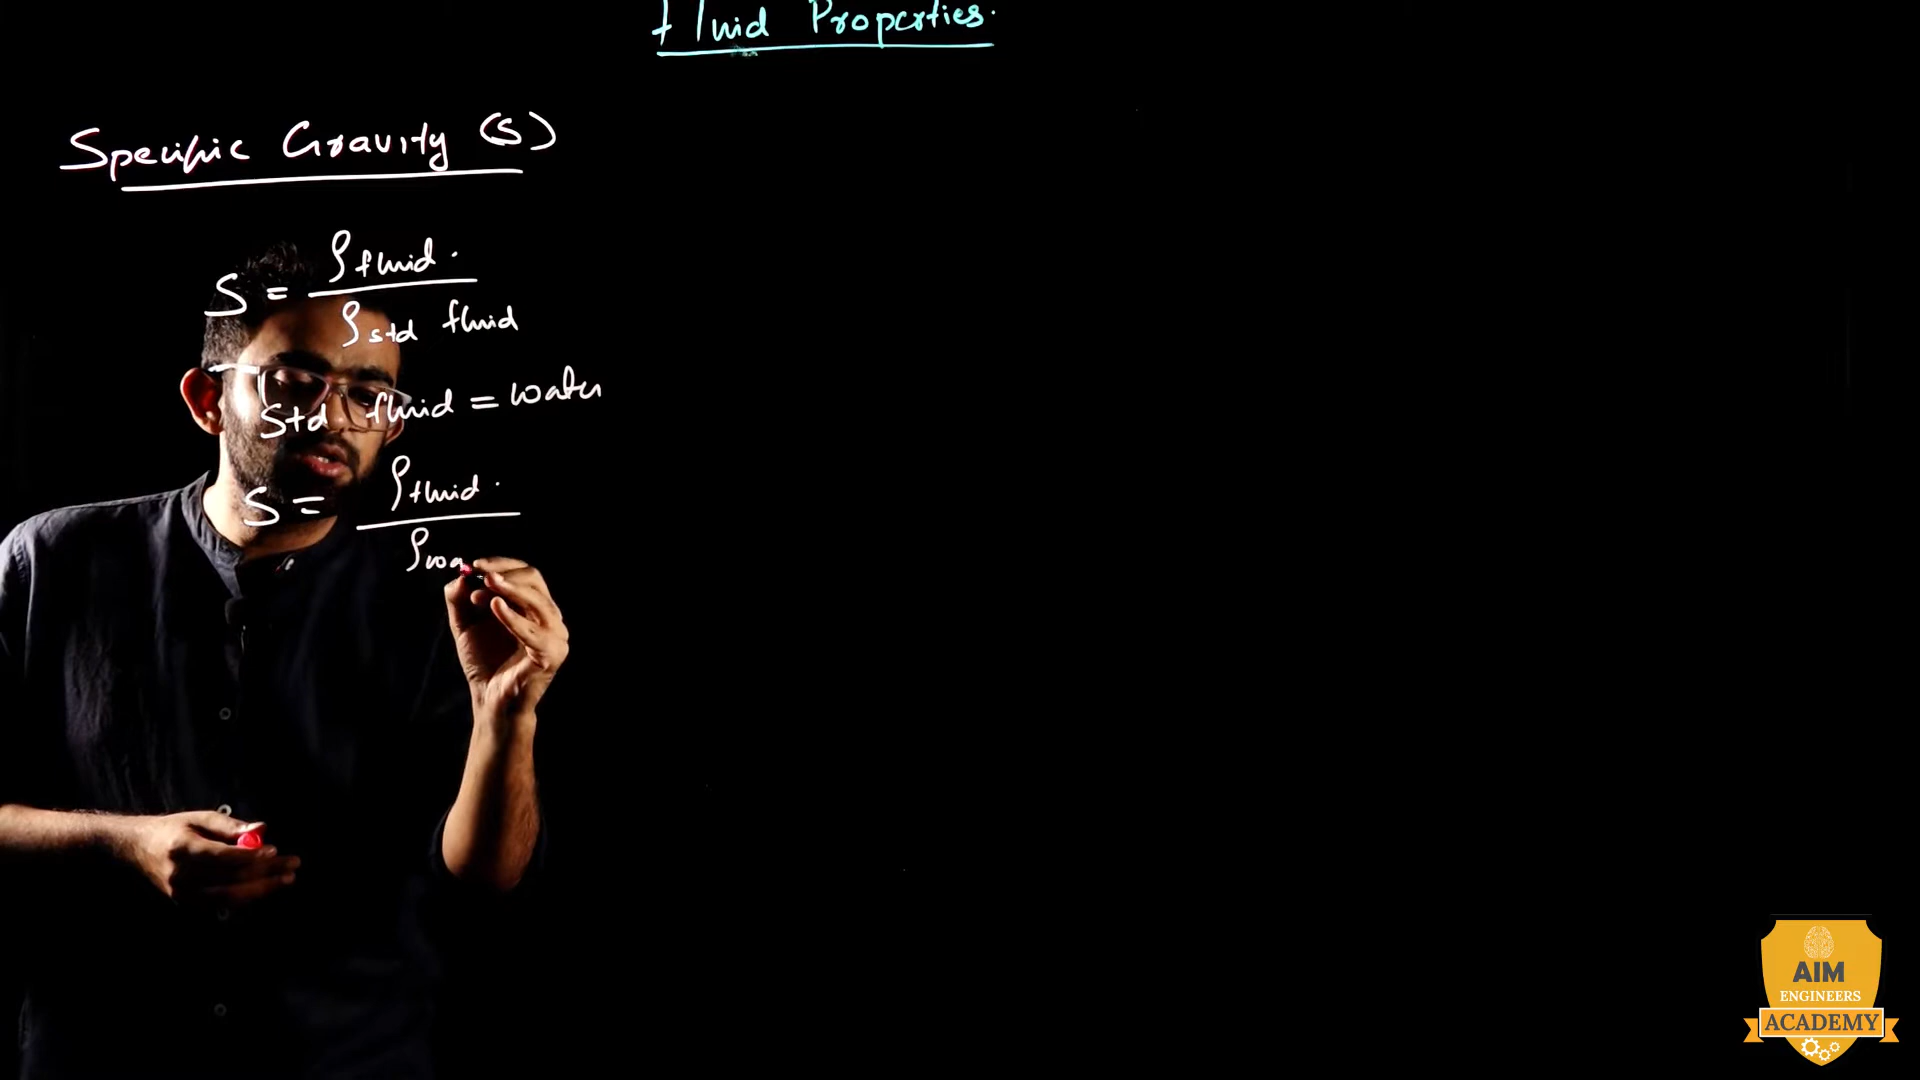 Fluid Properties.
Specific Gravity (S)
S = ρfluid.
ρstd fluid
Std fluid = water
S = ρfluid.
ρwa
AIM
ENGINEERS
ACADEMY